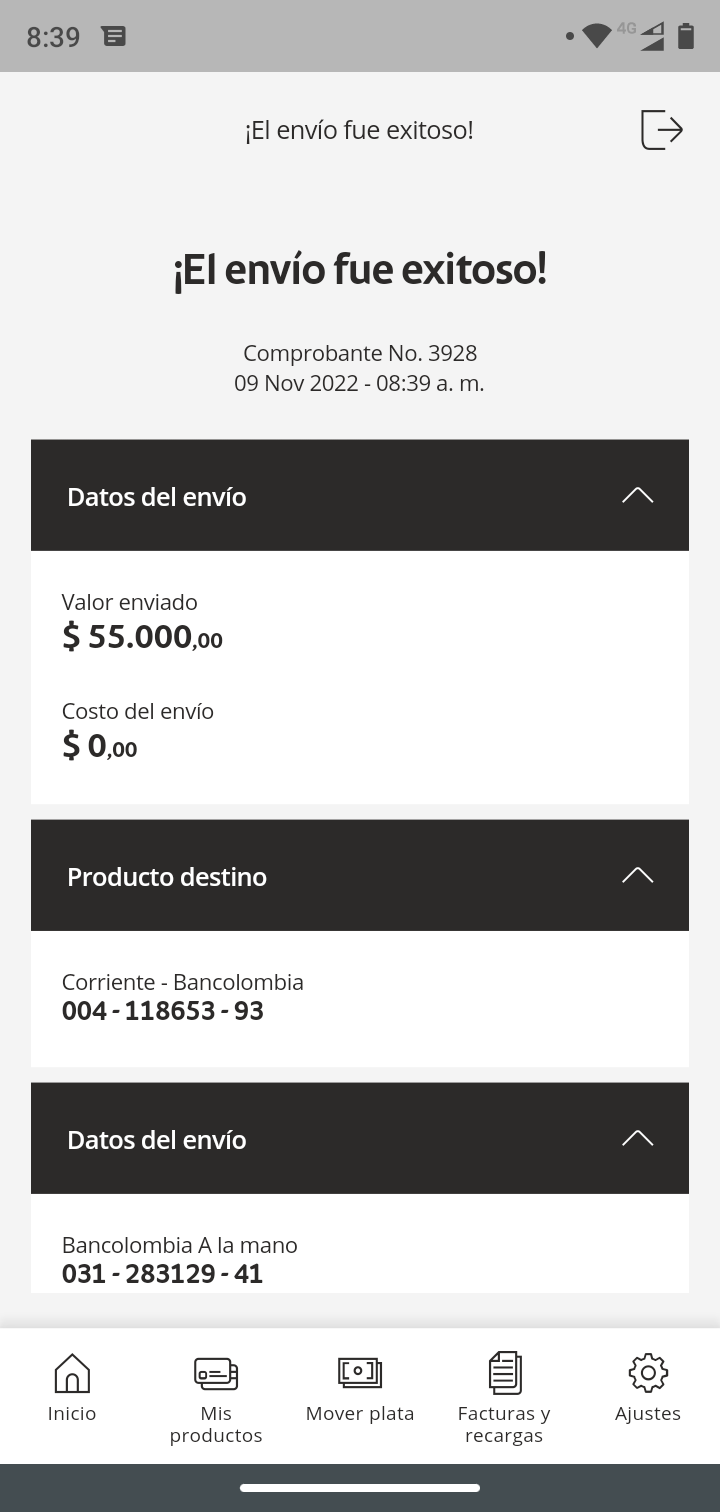 8:39
4G
¡El envío fue exitoso!
¡El envío fue exitoso!
Comprobante No. 3928
09 Nov 2022 - 08:39 a. m.
Datos del envío
Valor enviado
$ 55.000,00
Costo del envío
$ 0,00
Producto destino
Corriente - Bancolombia
004 - 118653 - 93
Datos del envío
Bancolombia A la mano
031 - 283129 - 41
Inicio
Mis
productos
Mover plata
Facturas y
recargas
Ajustes